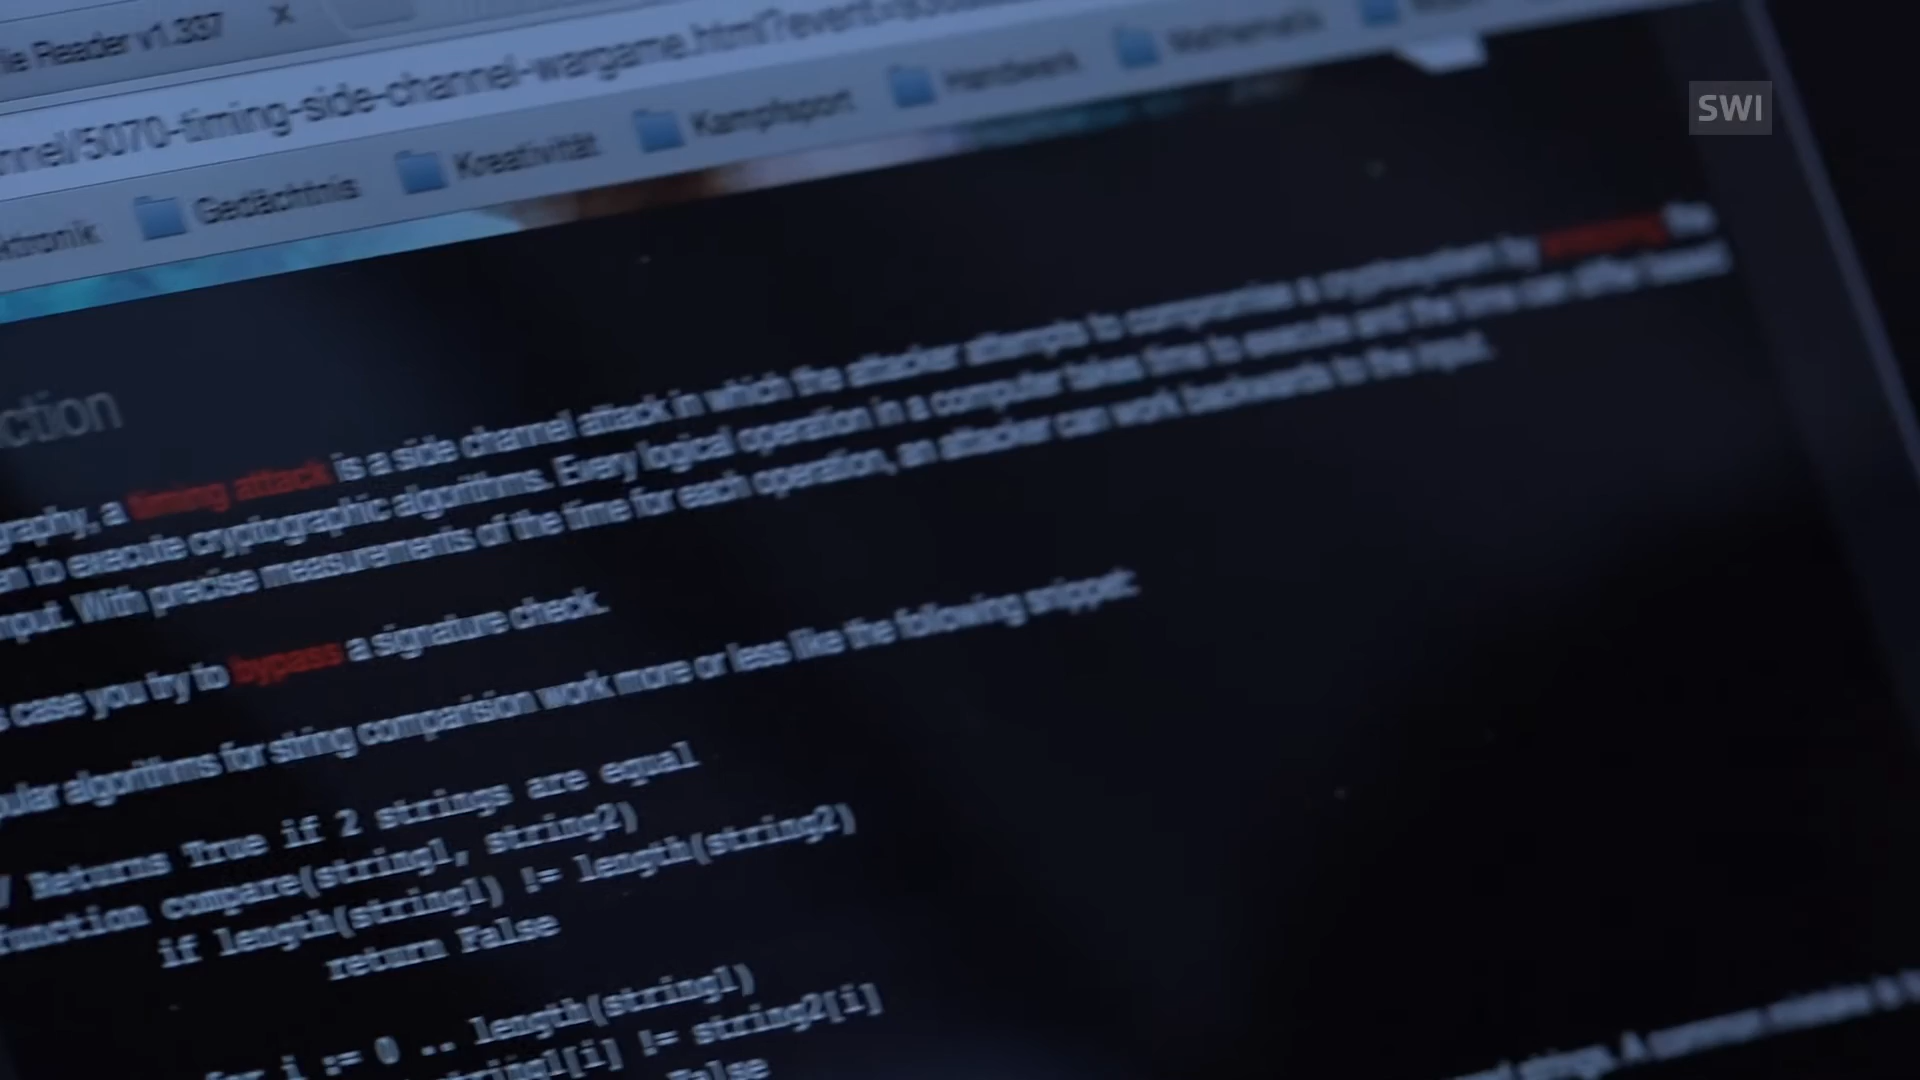 le Reader v1.337
nnel/5070-timing-side-channel-wargame.html?event=
SWI
ktronik Gedächtnis Kreativität Kampfsport Handwerk Mathematik
ction
graphy, a timing attack is a side channel attack in which the attacker attempts to compromise a cryptosystem by the
en to execute cryptographic algorithms. Every logical operation in a computer takes time to execute and the time can differ based
nput. With precise measurements of the time for each operation, an attacker can work backwards to the input.
s case you try to bypass a signature check.
pular algorithms for string comparision work more or less like the following snippet:
/ Returns True if 2 strings are equal
function compare(string1, string2)
if length(string1) != length(string2)
return False
for i := 0 .. length(string1)
string1[i] != string2[i]
False
strings. A common mistake is